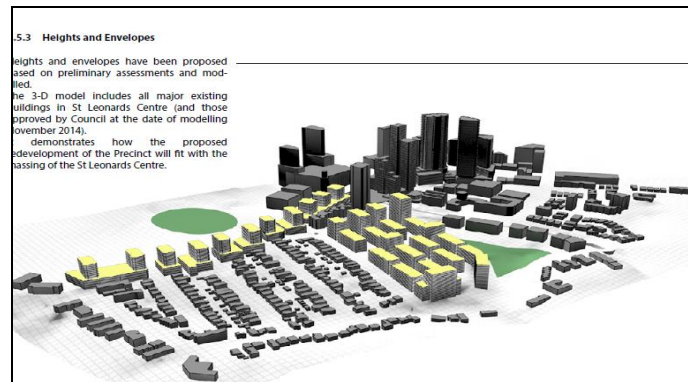 .5.3 Heights and Envelopes
eights and envelopes have been proposed
ased on preliminary assessments and mod-
lled.
he 3-D model includes all major existing
uildings in St Leonards Centre (and those
pproved by Council at the date of modelling
ovember 2014).
demonstrates how the proposed
edevelopment of the Precinct will fit with the
assing of the St Leonards Centre.